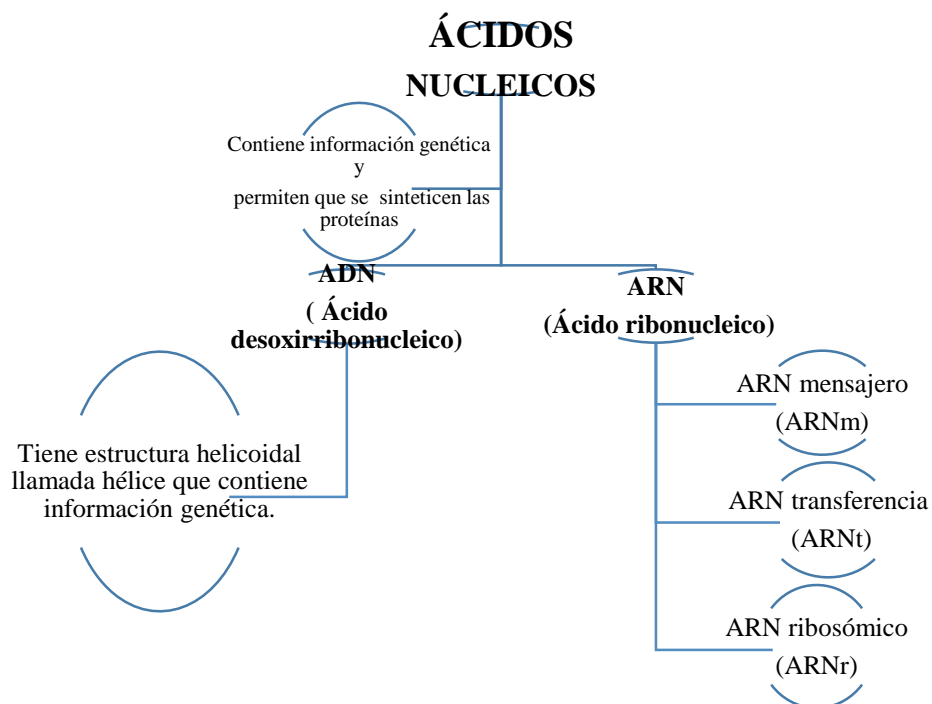 ÁCIDOS
NUCLEICOS
Contiene información genética
y
permiten que se sinteticen las
proteínas
ADN
( Ácido
desoxirribonucleico)
ARN
(Ácido ribonucleico)
Tiene estructura helicoidal
llamada hélice que contiene
información genética.
ARN mensajero
(ARNm)
ARN transferencia
(ARNt)
ARN ribosómico
(ARNr)